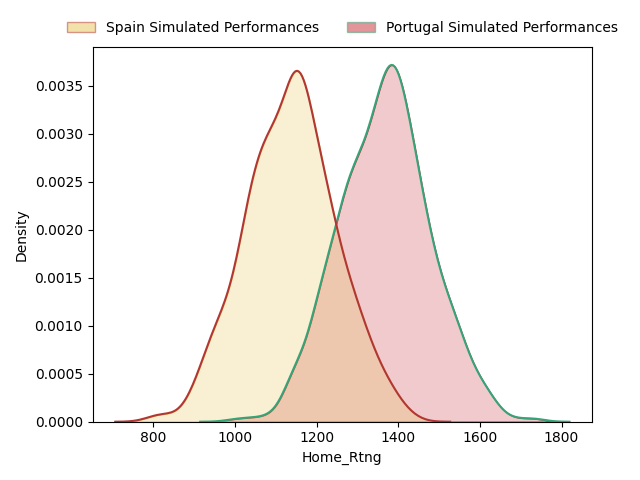 Spain Simulated Performances Portugal Simulated Performances
0.0035
0.0030
0.0025
0.0020
0.0015
0.0010
0.0005
0.0000
Density
800 1000 1200 1400 1600 1800
Home_Rtng